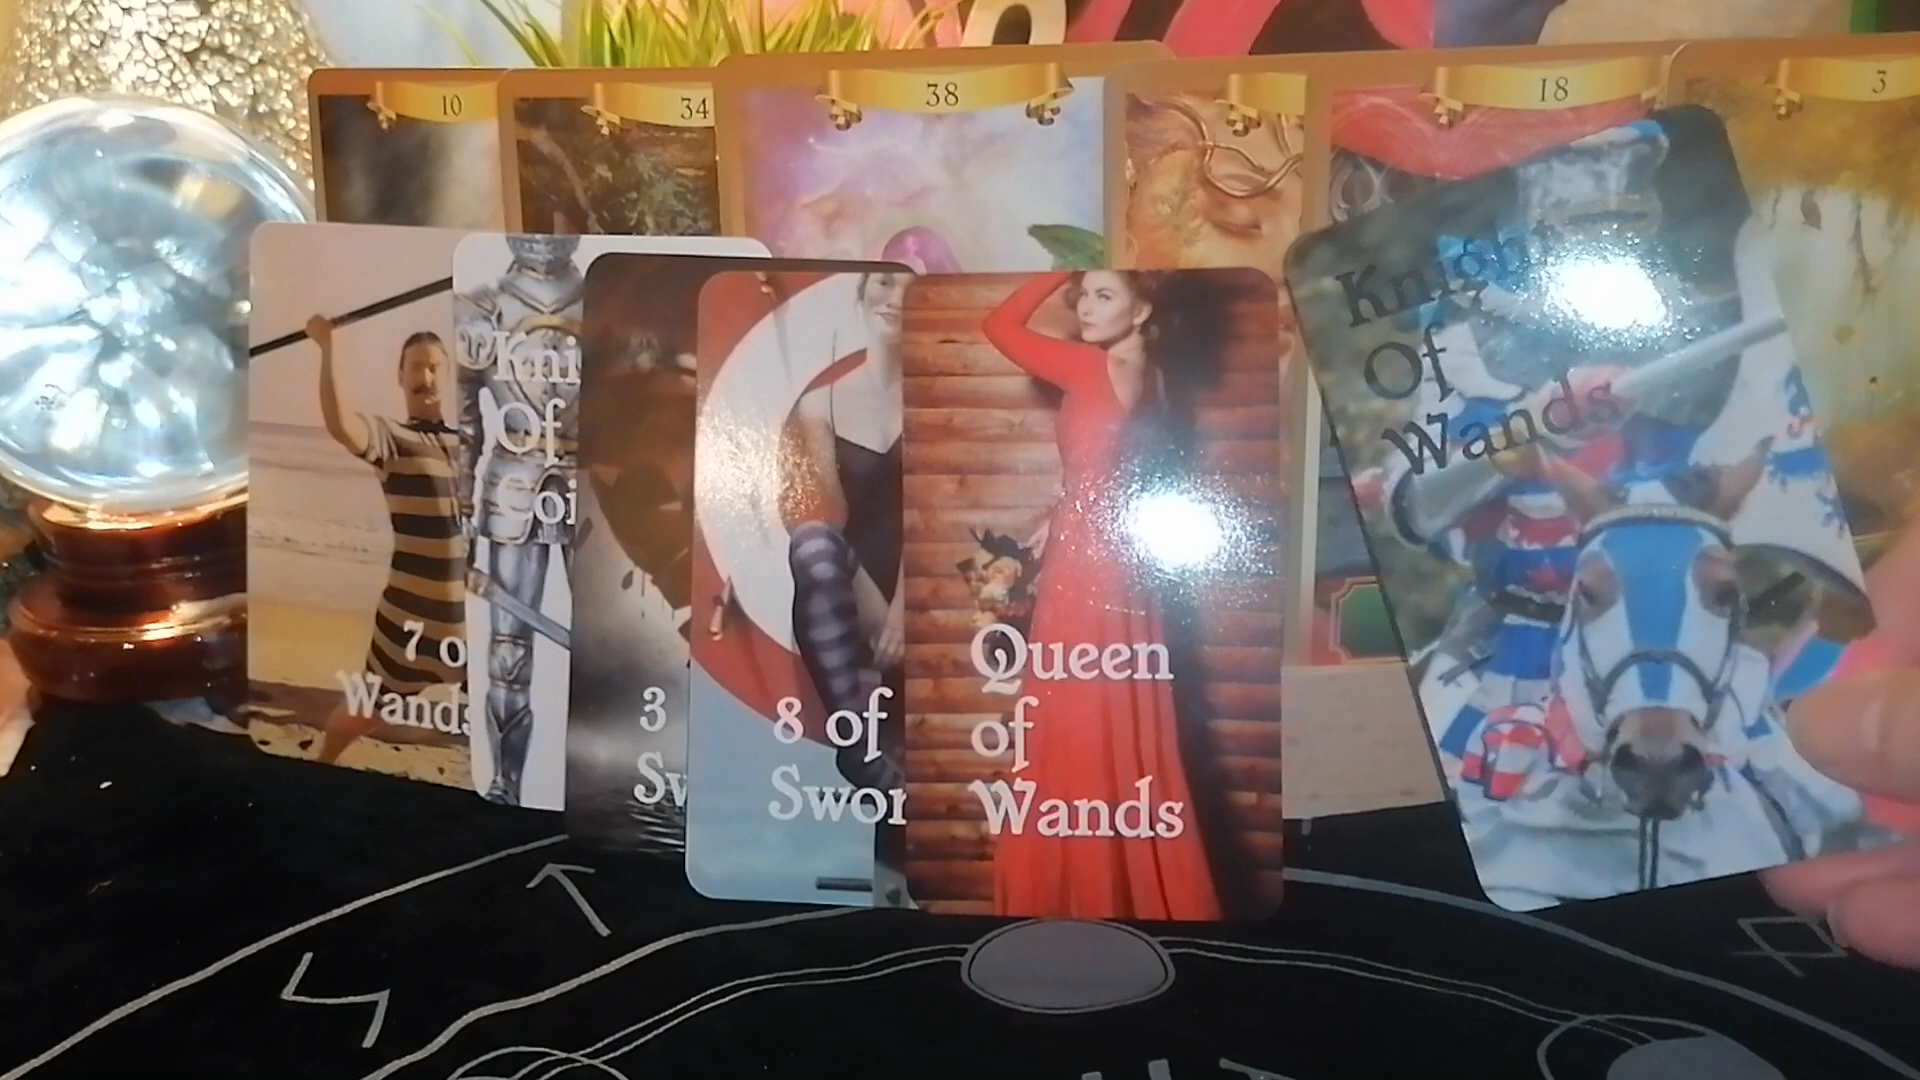 10
34
38
18
3
7 o
Wands
Kni
Of
Coi
3
Sw
8 of
Swor
Queen
of
Wands
Knight
Of
Wands